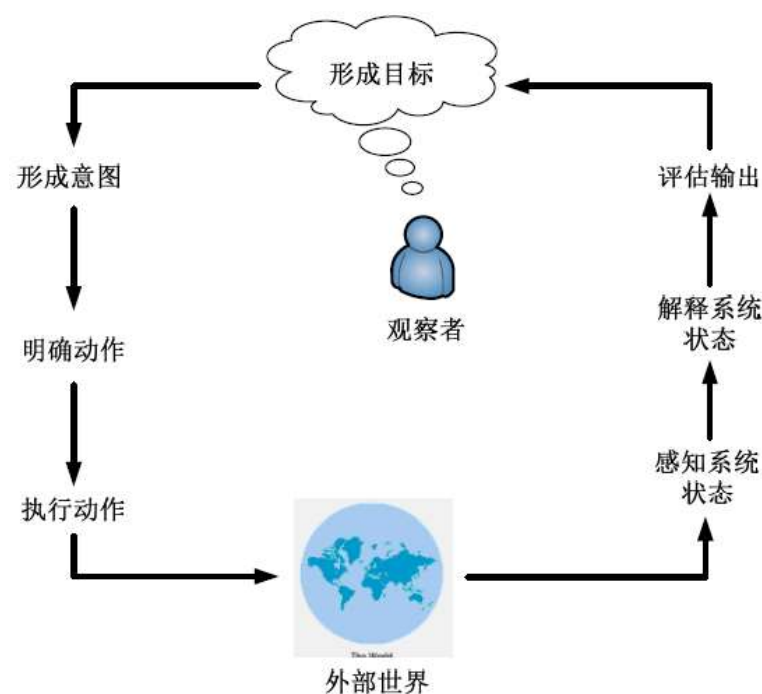 形成目标
形成意图
评估输出
观察者
解释系统
状态
明确动作
感知系统
状态
执行动作
The World
外部世界